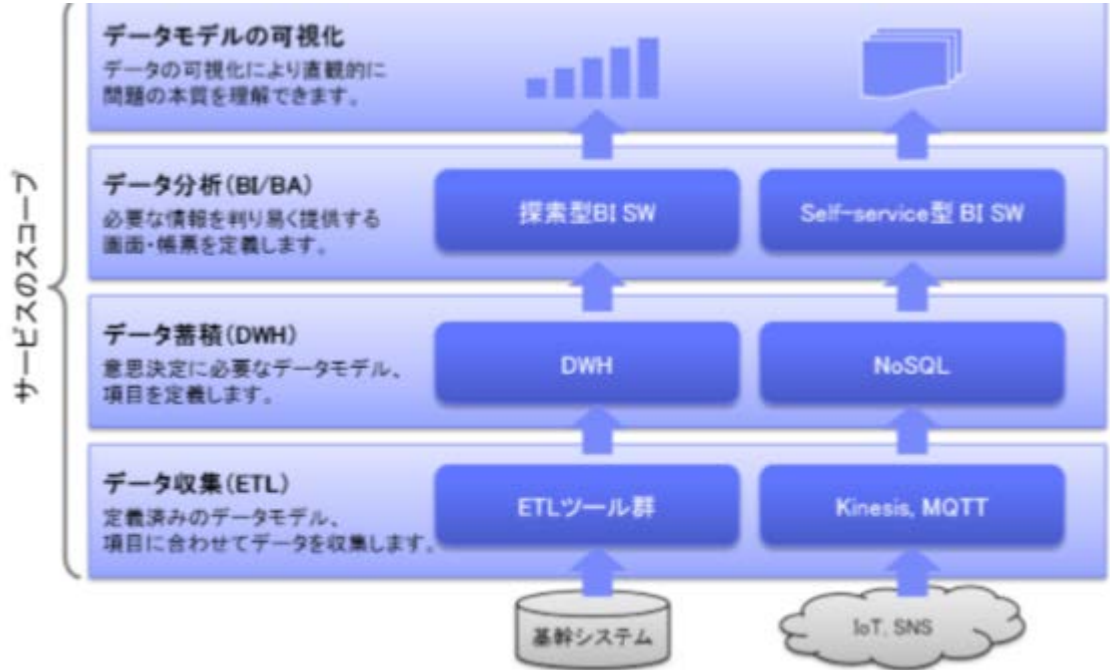 サービスのスコープ
データモデルの可視化
データの可視化により直観的に
問題の本質を理解できます。
データ分析(BI/BA)
必要な情報を判り易く提供する
画面・帳票を定義します。
探索型BI SW
Self-service型 BI SW
データ蓄積(DWH)
意思決定に必要なデータモデル、
項目を定義します。
DWH
NoSQL
データ収集(ETL)
定義済みのデータモデル、
項目に合わせてデータを収集します。
ETLツール群
Kinesis, MQTT
基幹システム
IoT, SNS